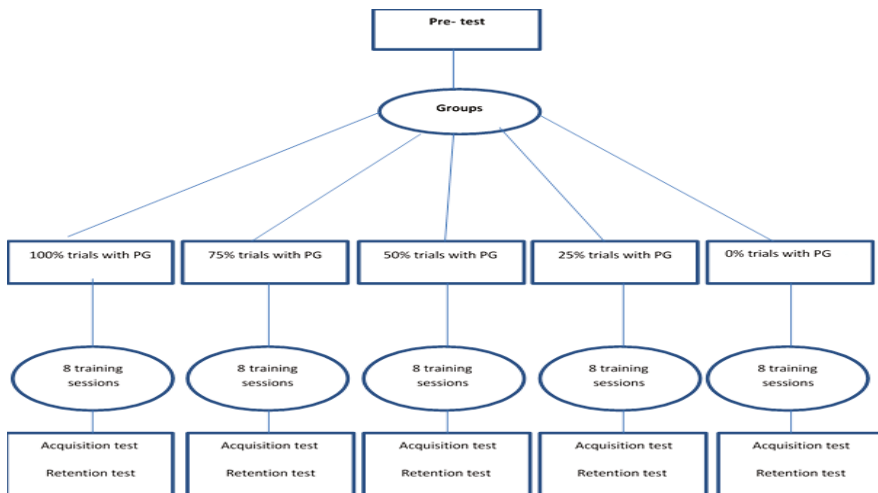 Pre- test
Groups
100% trials with PG
75% trials with PG
50% trials with PG
25% trials with PG
0% trials with PG
8 training
sessions
8 training
sessions
8 training
sessions
8 training
sessions
8 training
sessions
Acquisition test
Retention test
Acquisition test
Retention test
Acquisition test
Retention test
Acquisition test
Retention test
Acquisition test
Retention test